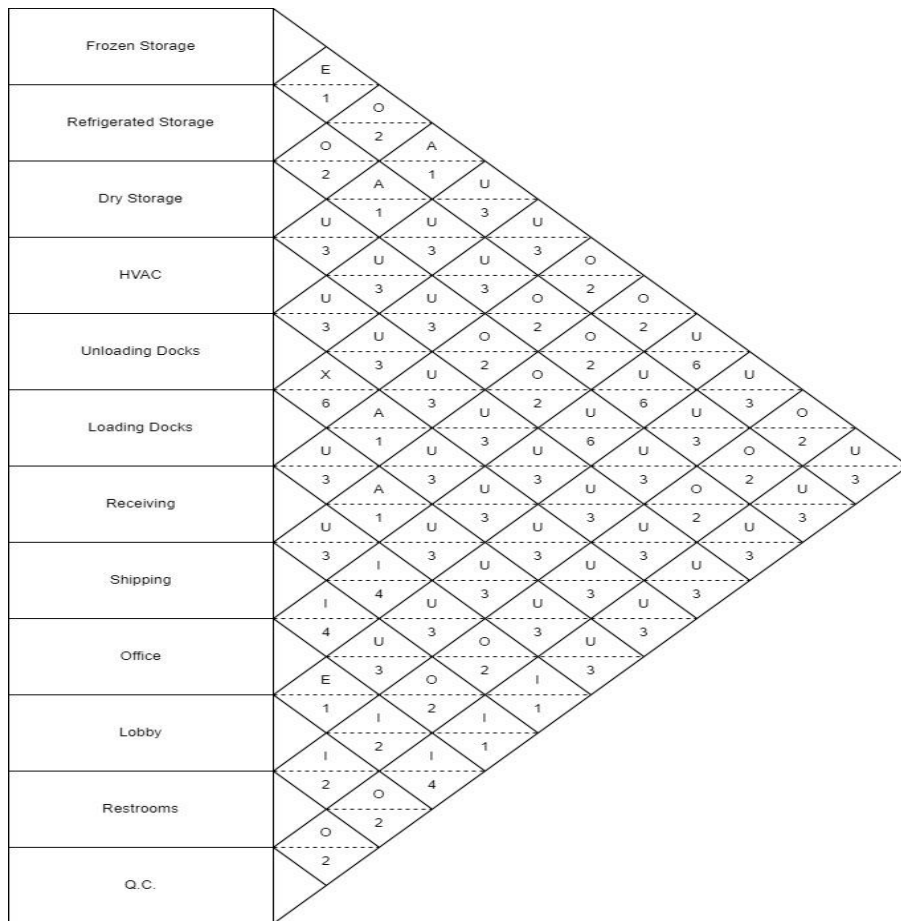 Frozen Storage
E
1
O
Refrigerated Storage
2
O A
2 1
A U
Dry Storage
1 3
U U U
3 3 3
U U O
HVAC
3 3 2
U U O O
3 3 2 2
U O O U
Unloading Docks
3 2 2 6
X U O U U
6 3 2 6 3
A U U U O
Loading Docks
1 3 6 3 2
U U U U O U
3 3 3 3 2 3
A U U O U
Receiving
1 3 3 2 3
U U U U U
3 3 3 3 3
I U U U
Shipping
4 3 3 3
I U U U
4 3 3 3
U O U
Office
3 2 3
E O I
1 2 1
I I
Lobby
2 1
I I
2 4
O
Restrooms
2
O
2
Q.C.